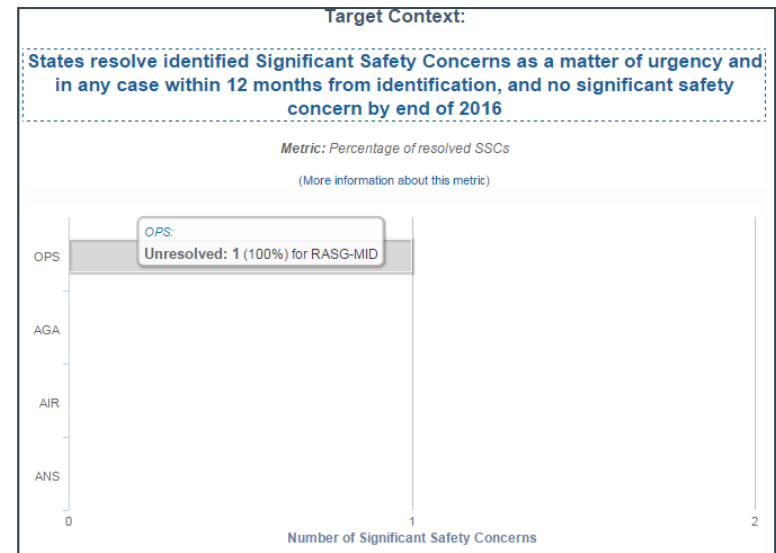 Target Context:
States resolve identified Significant Safety Concerns as a matter of urgency and
in any case within 12 months from identification, and no significant safety
concern by end of 2016
Metric: Percentage of resolved SSCs
(More information about this metric)
OPS:
Unresolved: 1 (100%) for RASG-MID
OPS
AGA
AIR
ANS
0 1 2
Number of Significant Safety Concerns